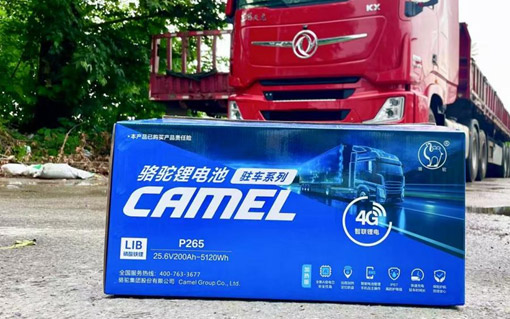 KX
•本产品已购买产品责任险
骆驼锂电池 驻车系列
CAMEL
4G
智联锂电
LIB
磷酸铁锂
P265
25.6V200Ah~5120Wh
全国服务热线：400-763-3677
骆驼集团股份有限公司 Camel Group.Co., Ltd.
加热版